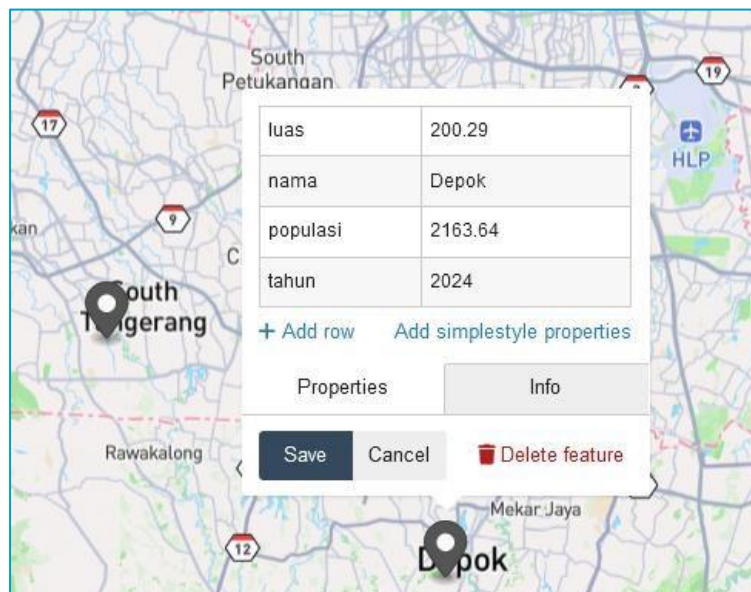 South
Petukangan
19
17
luas 200.29
HLP
nama Depok
9
populasi 2163.64
kan
C
tahun 2024
South
Tangerang
+ Add row Add simplestyle properties
Properties Info
Rawakalong
Save Cancel Delete feature
Mekar Jaya
12
Depok